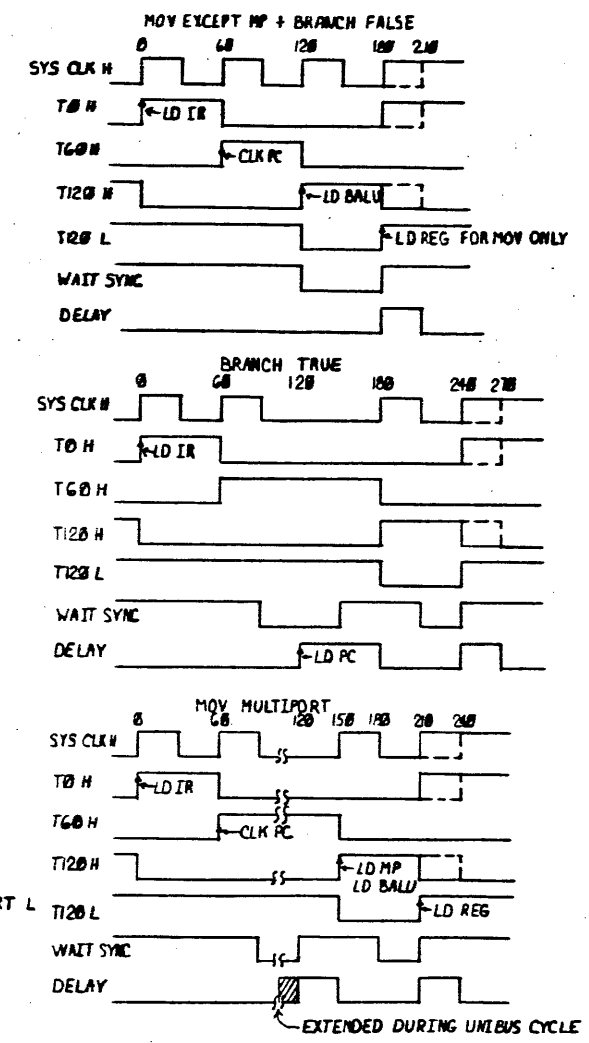 MOV EXCEPT MP + BRANCH FALSE
0 60 120 180 210
SYS CLK H
T0 H
LD IR
T60 H
CLK PC
T120 H
LD BALU
T120 L
LD REG FOR MOV ONLY
WAIT SYNC
DELAY
BRANCH TRUE
0 60 120 180 240 270
SYS CLK H
T0 H
LD IR
T60 H
T120 H
T120 L
WAIT SYNC
DELAY
LD PC
MOV MULTIPORT
0 60 120 150 180 210 240
SYS CLK H
T0 H
LD IR
T60 H
CLK PC
T120 H
LD MP
LD BALU
RT L
T120 L
LD REG
WAIT SYNC
DELAY
EXTENDED DURING UNIBUS CYCLE